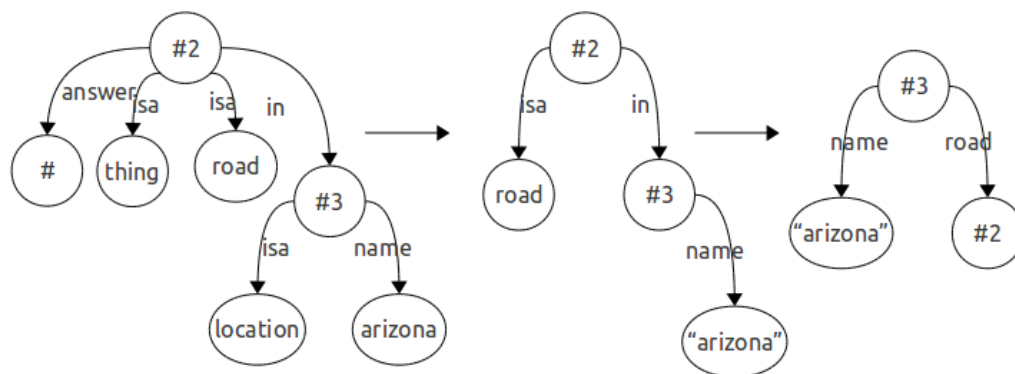 #2
answer
isa
isa
in
#
thing
road
#3
isa
name
location
arizona
#2
isa
in
road
#3
name
“arizona”
#3
name
road
“arizona”
#2